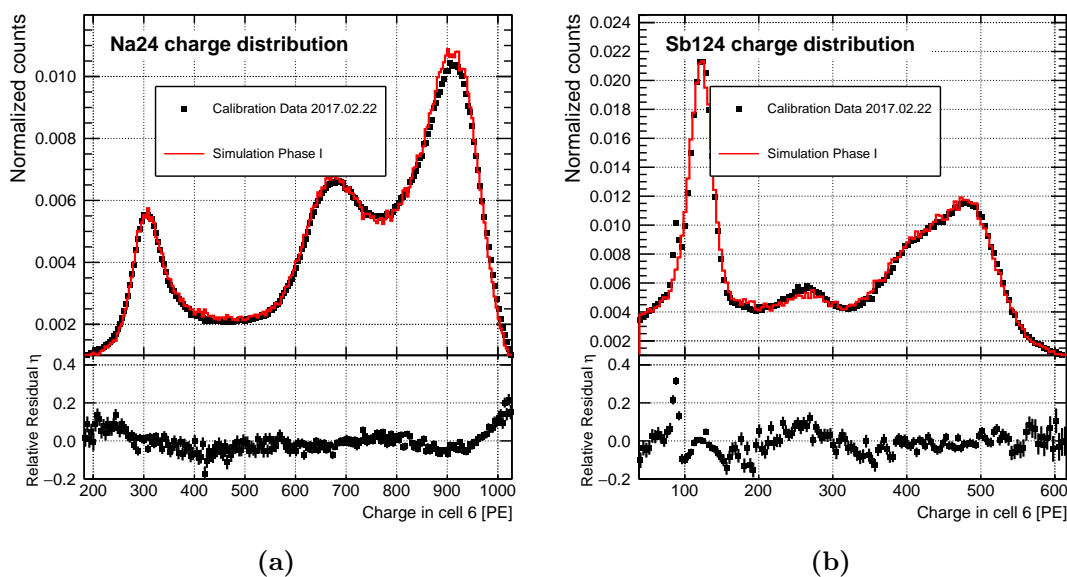 Na24 charge distribution
Calibration Data 2017.02.22
Simulation Phase I
Normalized counts
0.010
0.008
0.006
0.004
0.002
Relative Residual η
0.4
0.2
0.0
−0.2
200 300 400 500 600 700 800 900 1000
Charge in cell 6 [PE]
(a)
Sb124 charge distribution
Calibration Data 2017.02.22
Simulation Phase I
Normalized counts
0.022
0.020
0.018
0.016
0.014
0.012
0.010
0.008
0.006
0.004
0.002
Relative Residual η
0.4
0.2
0.0
−0.2
100 200 300 400 500 600
Charge in cell 6 [PE]
(b)